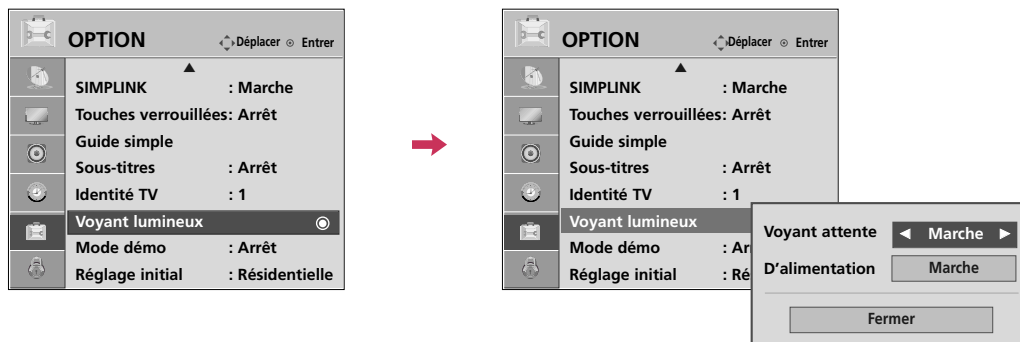 OPTION Déplacer Entrer
SIMPLINK : Marche
Touches verrouillées: Arrêt
Guide simple
Sous-titres : Arrêt
Identité TV : 1
Voyant lumineux
Mode démo : Arrêt
Réglage initial : Résidentielle
OPTION Déplacer Entrer
SIMPLINK : Marche
Touches verrouillées: Arrêt
Guide simple
Sous-titres : Arrêt
Identité TV : 1
Voyant lumineux
Mode démo : Ar
Réglage initial : Ré
Voyant attente ◄ Marche ►
D'alimentation Marche
Fermer